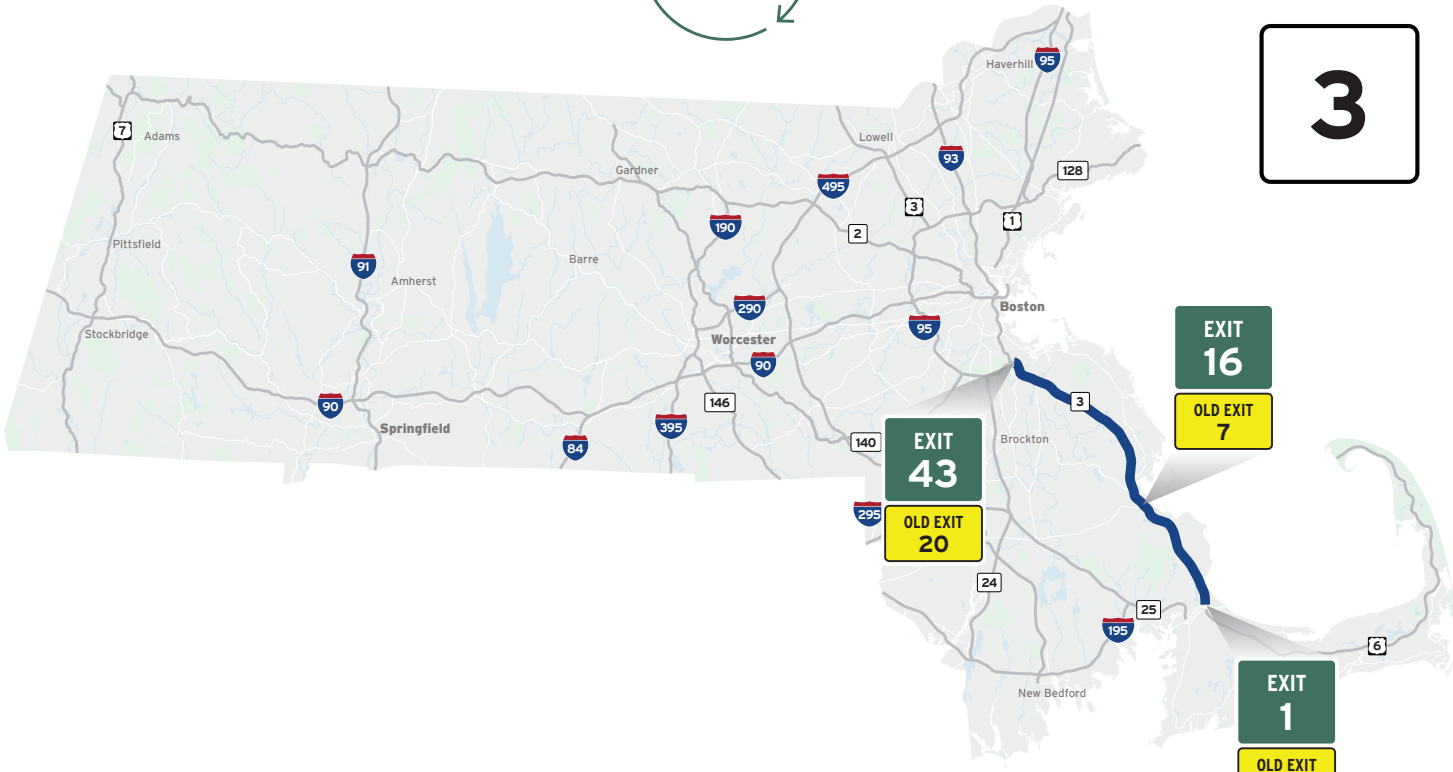 3
Haverhill
95
7
Adams
Lowell
93
Gardner
128
495
3
1
190
2
Pittsfield
91
Barre
Amherst
290
Boston
EXIT
16
OLD EXIT
7
95
Stockbridge
Worcester
90
3
90
146
Springfield
395
84
140
EXIT
43
OLD EXIT
20
Brockton
295
24
25
195
6
EXIT
1
OLD EXIT
New Bedford